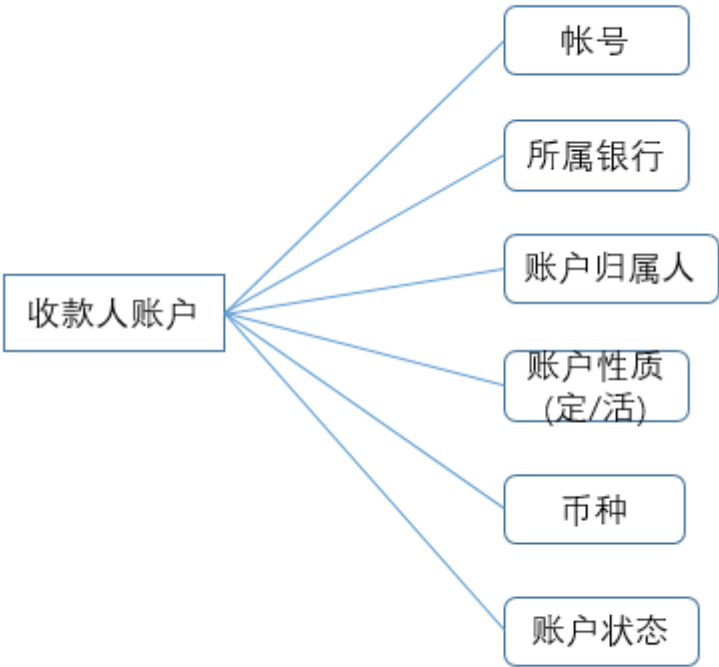 帐号
所属银行
账户归属人
收款人账户
账户性质
(定/活)
币种
账户状态